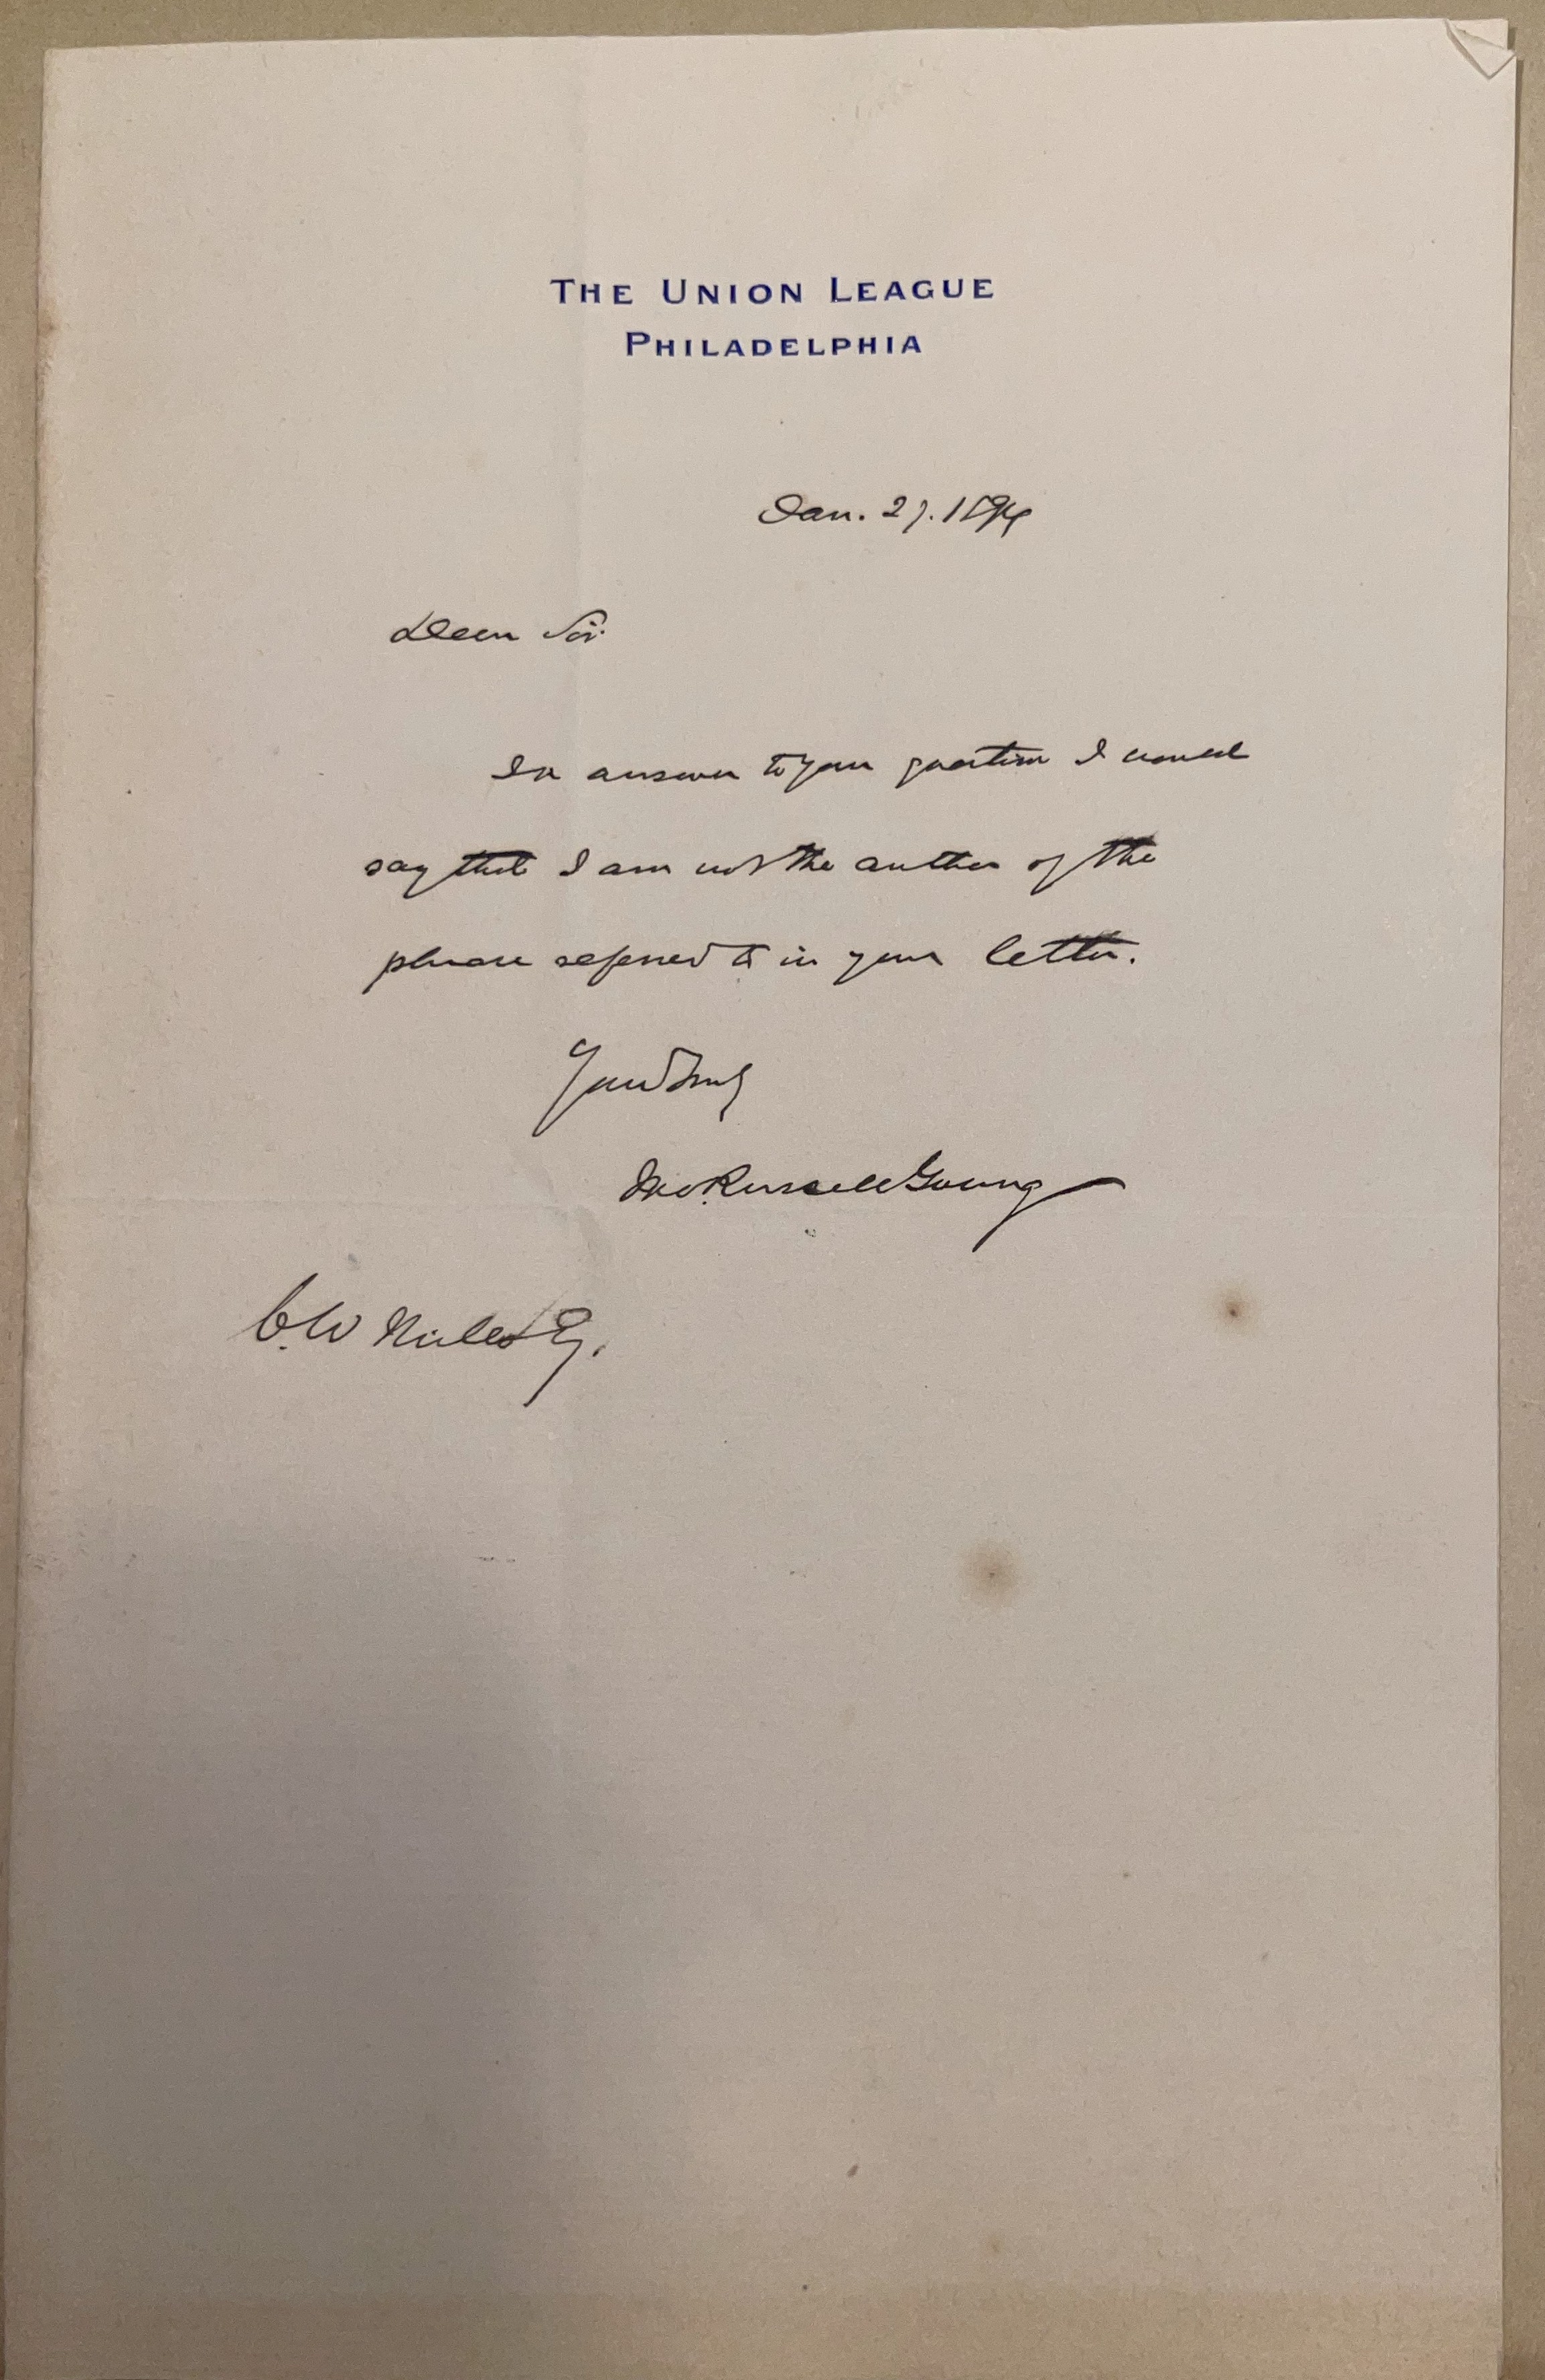 THE UNION LEAGUE
PHILADELPHIA
Jan. 27. 1894
Dear Sir:
In answer to your question I would
say that I am not the author of the
phrase referred to in your letter.
Yours truly
Jno. Russell Young
C. W. Esq.